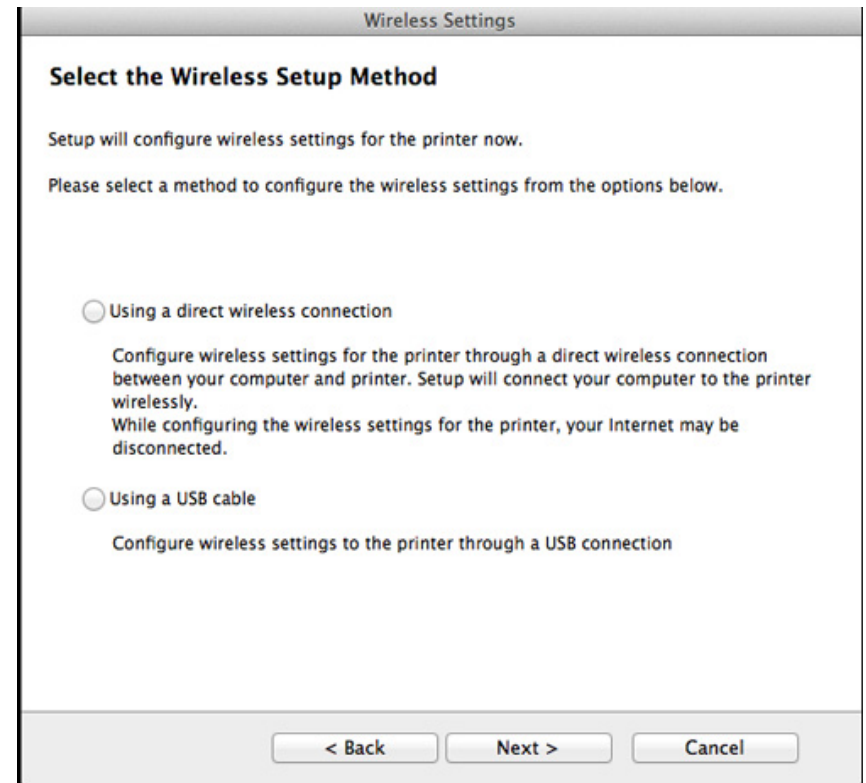 Wireless Settings
Select the Wireless Setup Method
Setup will configure wireless settings for the printer now.
Please select a method to configure the wireless settings from the options below.
Using a direct wireless connection
Configure wireless settings for the printer through a direct wireless connection
between your computer and printer. Setup will connect your computer to the printer
wirelessly.
While configuring the wireless settings for the printer, your Internet may be
disconnected.
Using a USB cable
Configure wireless settings to the printer through a USB connection
< Back Next > Cancel